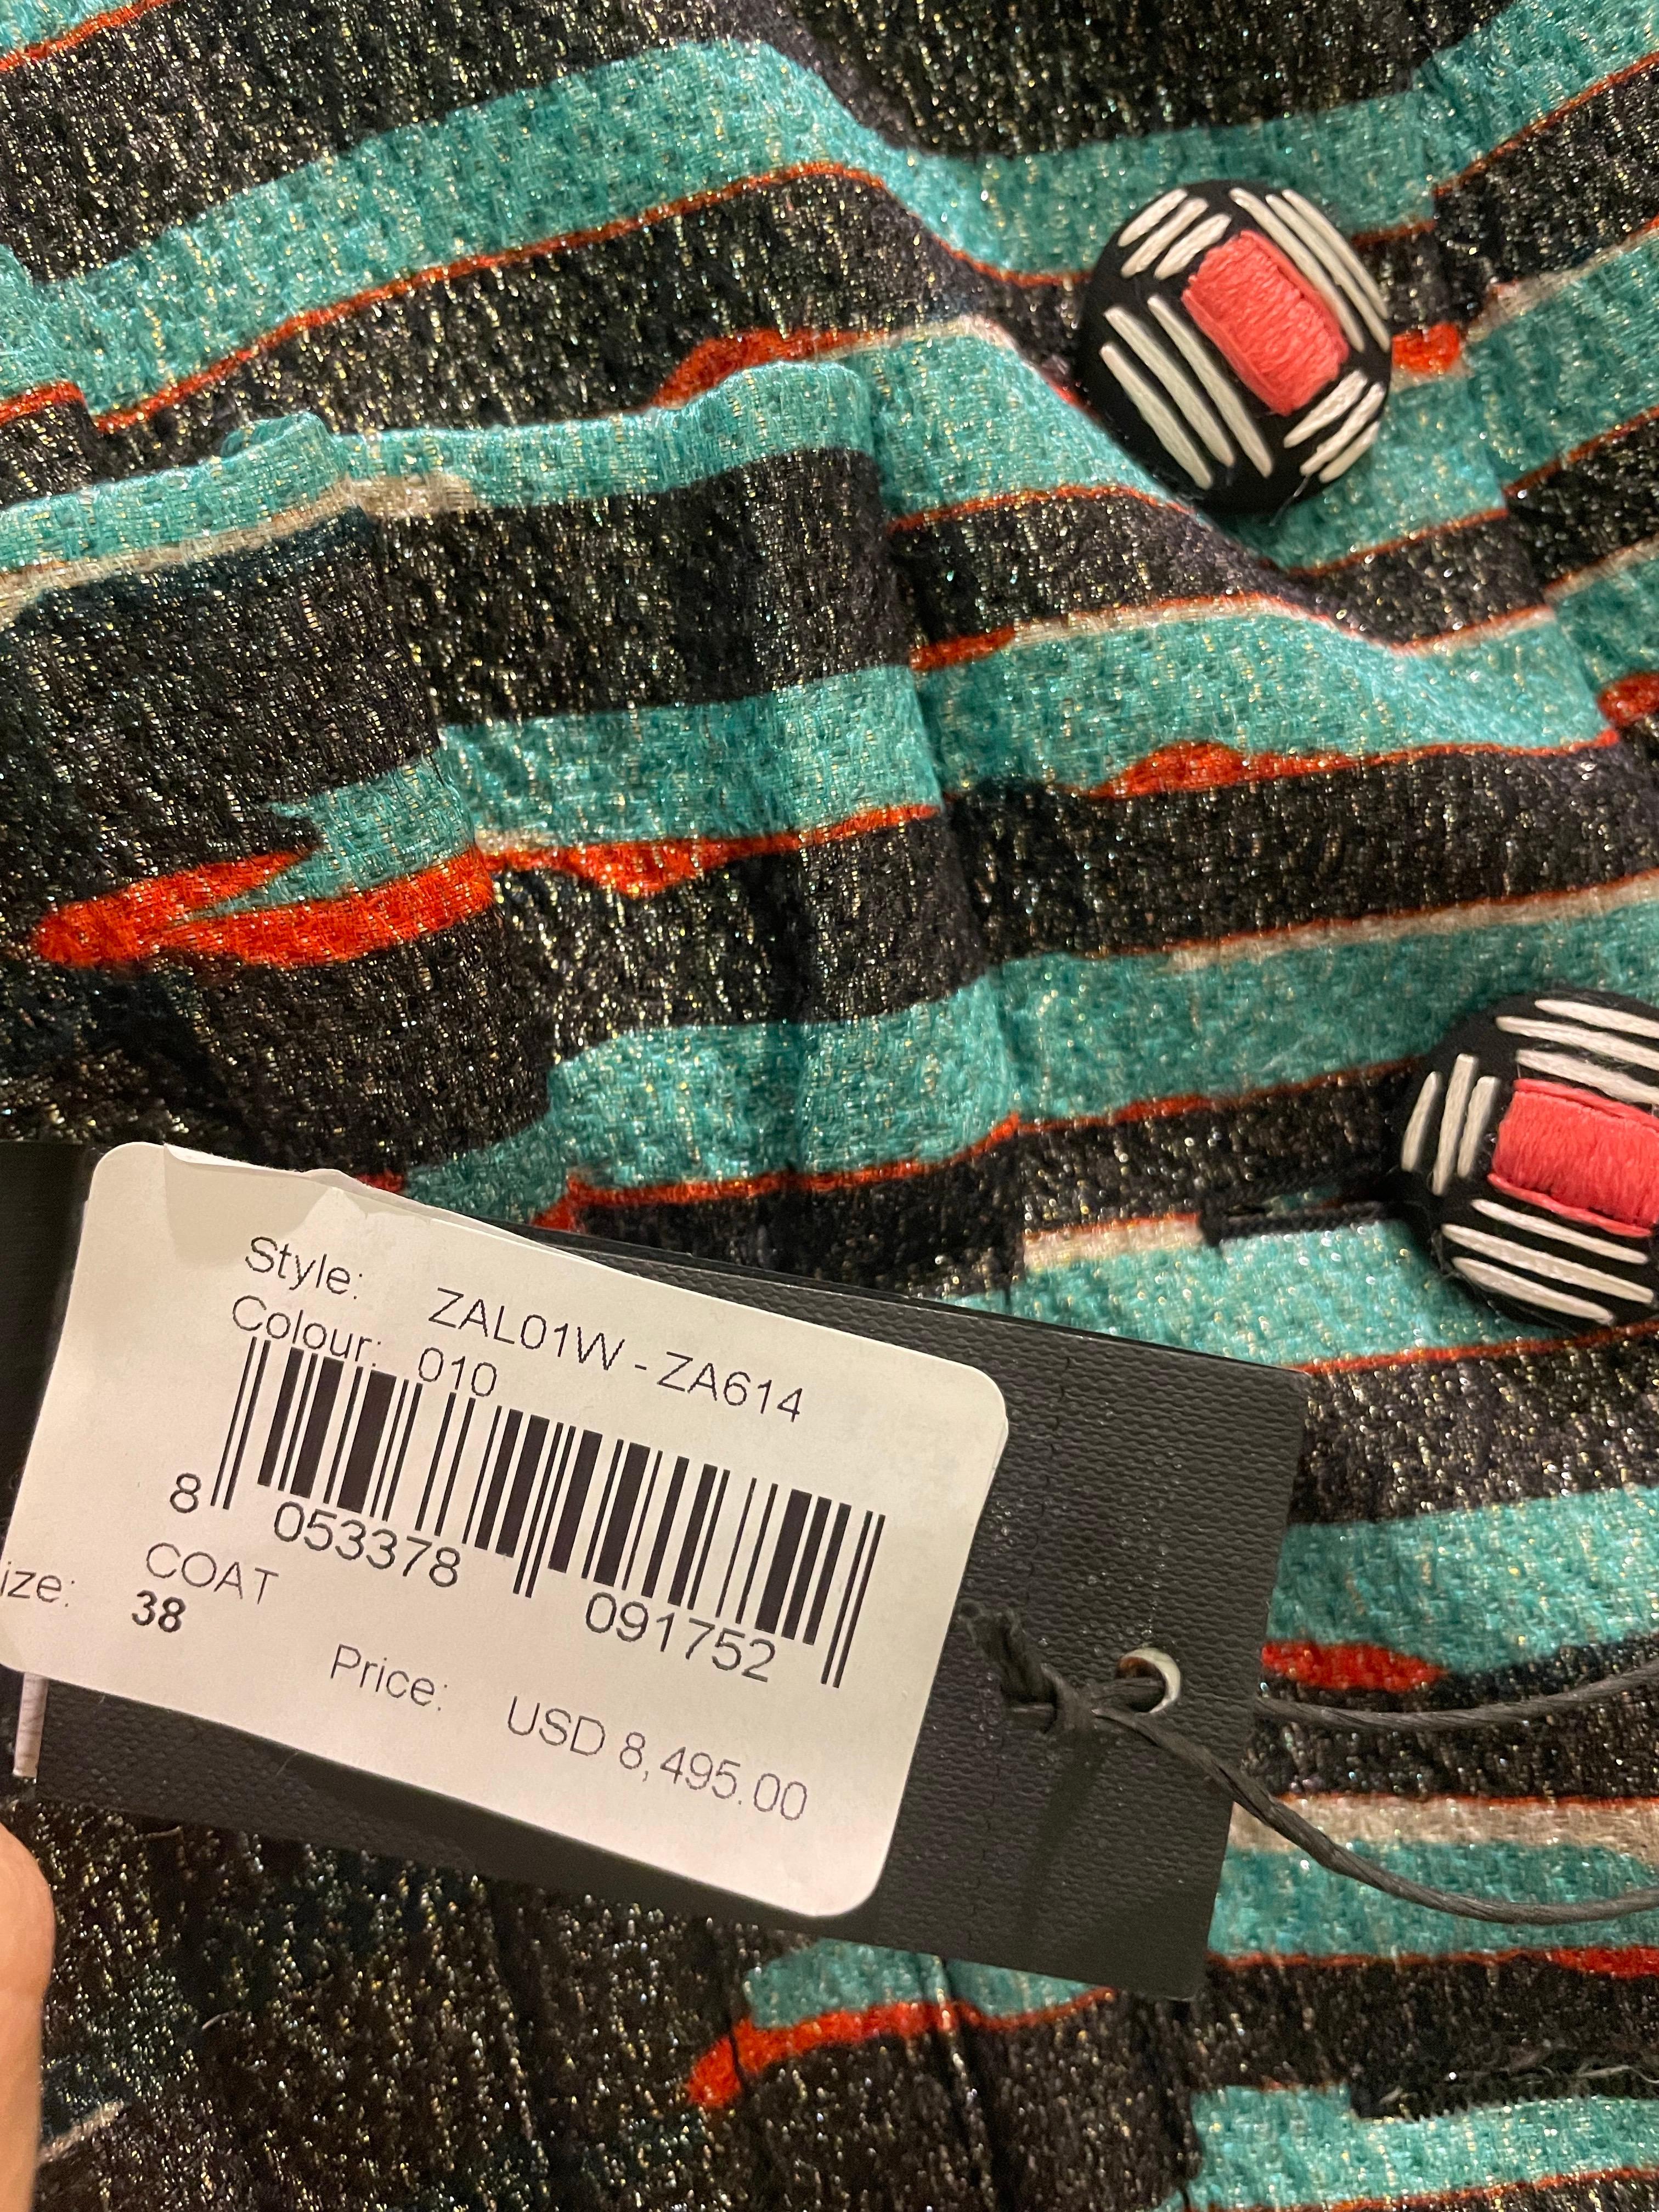 Style: ZAL01W - ZA614
Colour: 010
8 053378 091752
COAT
ize: 38
Price: USD 8,495.00